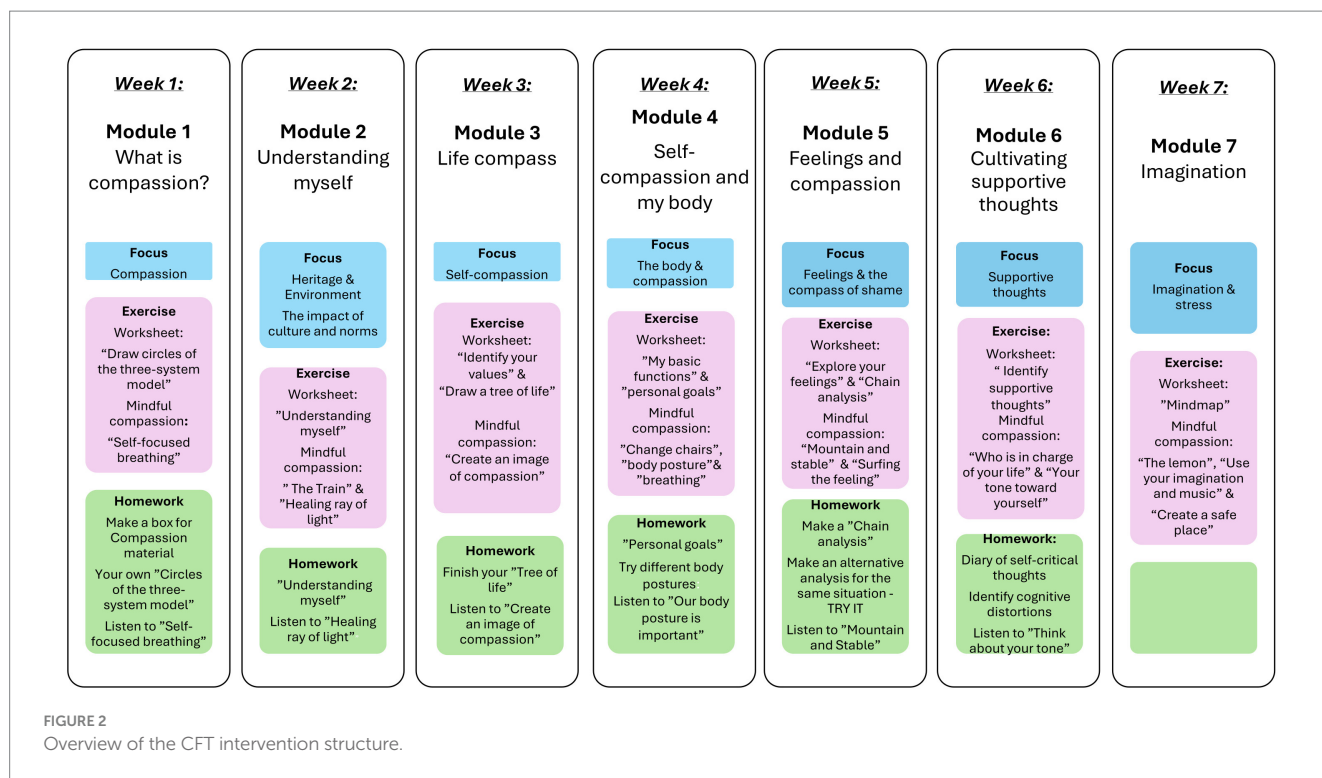 Week 1:
Module 1
What is
compassion?
Focus
Compassion
Exercise
Worksheet:
“Draw circles of
the three-system
model”
Mindful
compassion:
“Self-focused
breathing”
Homework
Make a box for
Compassion
material
Your own ”Circles
of the three-
system model”
Listen to ”Self-
focused breathing”
Week 2:
Module 2
Understanding
myself
Focus
Heritage &
Environment
The impact of
culture and norms
Exercise
Worksheet:
”Understanding
myself”
Mindful
compassion:
” The Train” &
”Healing ray of
light”
Homework
”Understanding
myself”
Listen to ”Healing
ray of light”
Week 3:
Module 3
Life compass
Focus
Self-compassion
Exercise
Worksheet:
“Identify your
values” &
“Draw a tree of life”
Mindful
compassion:
“Create an image
of compassion”
Homework
Finish your ”Tree of
life”
Listen to ”Create
an image of
compassion”
Week 4:
Module 4
Self-
compassion and
my body
Focus
The body &
compassion
Exercise
Worksheet:
”My basic
functions” &
”personal goals”
Mindful
compassion:
”Change chairs”,
”body posture”&
”breathing”
Homework
”Personal goals”
Try different body
postures
Listen to ”Our body
posture is
important”
Week 5:
Module 5
Feelings and
compassion
Focus
Feelings & the
compass of shame
Exercise
Worksheet:
“Explore your
feelings” & “Chain
analysis”
Mindful
compassion:
“Mountain and
stable” & “Surfing
the feeling”
Homework
Make a ”Chain
analysis”
Make an alternative
analysis for the
same situation -
TRY IT
Listen to ”Mountain
and Stable”
Week 6:
Module 6
Cultivating
supportive
thoughts
Focus
Supportive
thoughts
Exercise:
Worksheet:
“ Identify
supportive
thoughts”
Mindful
compassion:
“Who is in charge
of your life” & “Your
tone toward
yourself”
Homework:
Diary of self-critical
thoughts
Identify cognitive
distortions
Listen to ”Think
about your tone”
Week 7:
Module 7
Imagination
Focus
Imagination &
stress
Exercise:
Worksheet:
”Mindmap”
Mindful
compassion:
“The lemon”, “Use
your imagination
and music” &
“Create a safe
place”
FIGURE 2
Overview of the CFT intervention structure.